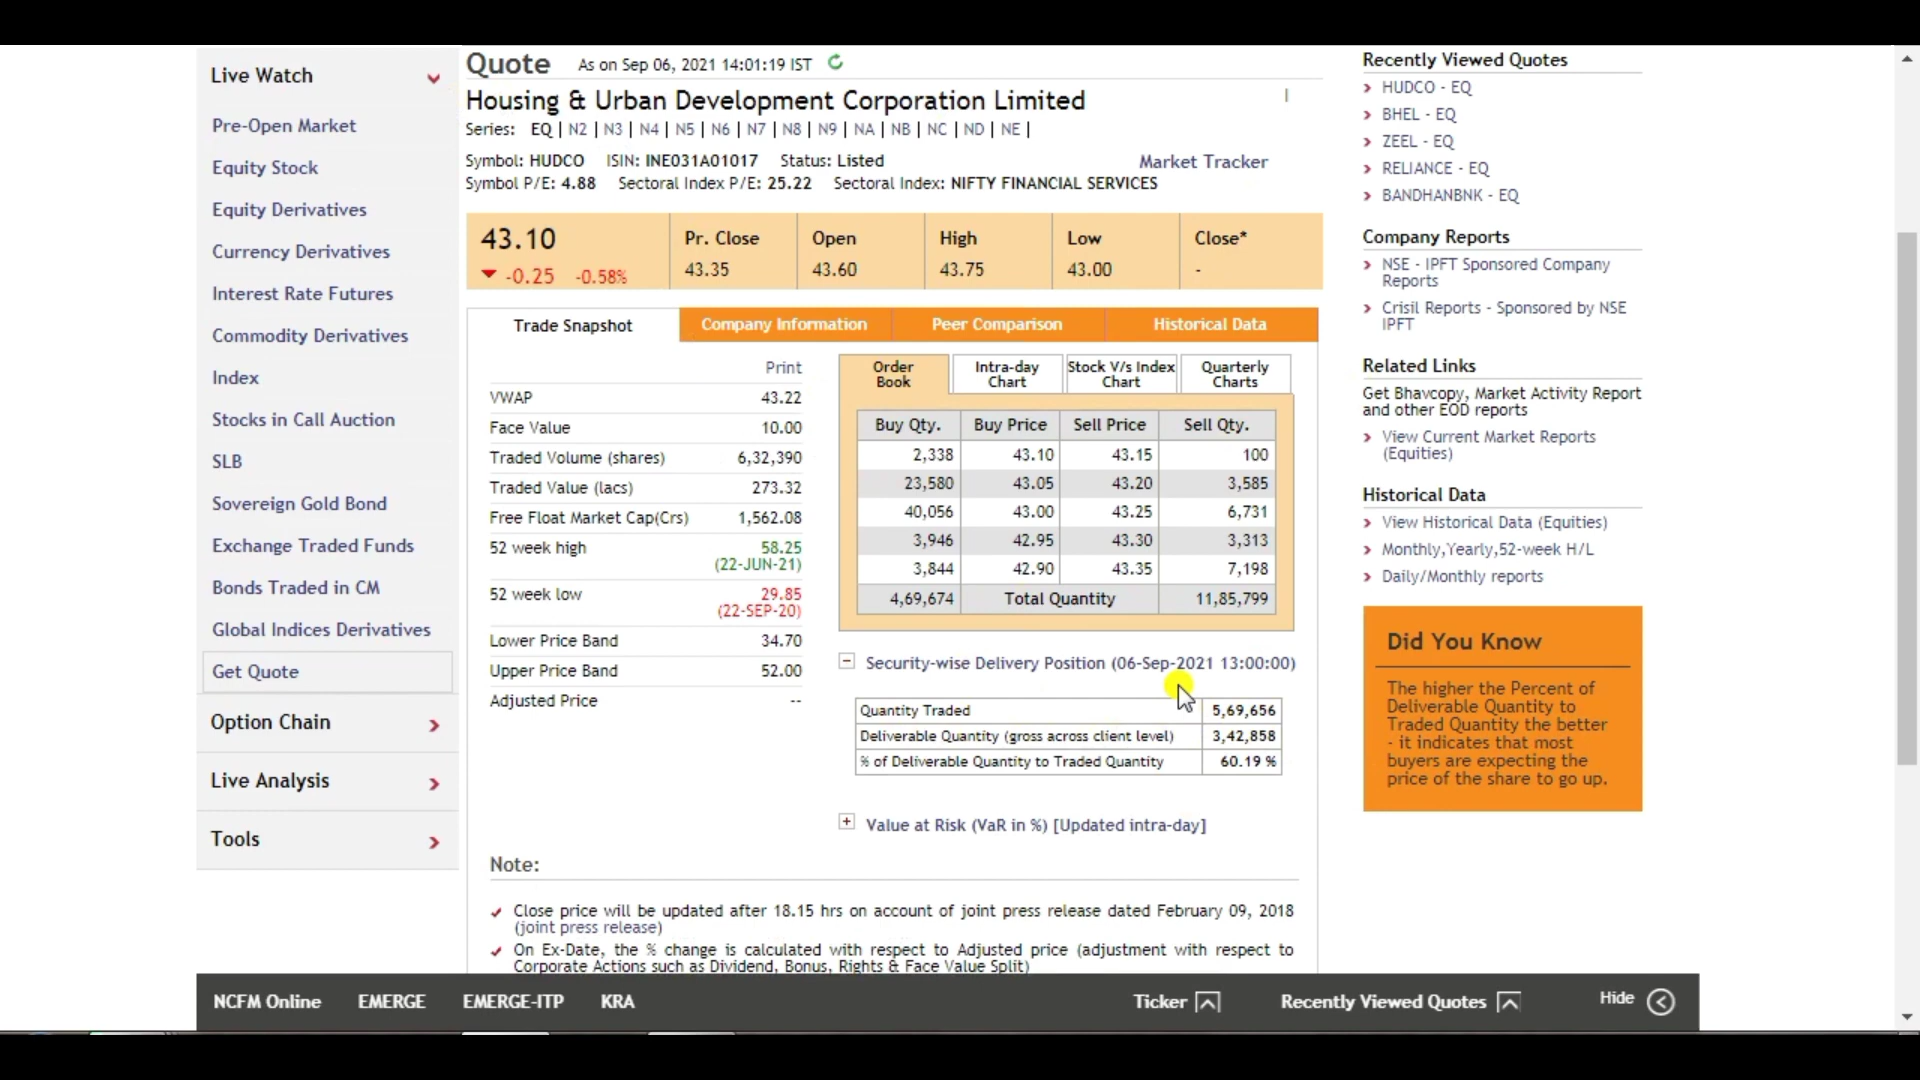 Live Watch
Pre-Open Market
Equity Stock
Equity Derivatives
Currency Derivatives
Interest Rate Futures
Commodity Derivatives
Index
Stocks in Call Auction
SLB
Sovereign Gold Bond
Exchange Traded Funds
Bonds Traded in CM
Global Indices Derivatives
Get Quote
Option Chain
Live Analysis
Tools
Quote As on Sep 06, 2021 14:01:19 IST
Housing & Urban Development Corporation Limited |
Series: EQ | N2 | N3 | N4 | N5 | N6 | N7 | N8 | N9 | NA | NB | NC | ND | NE |
Symbol: HUDCO ISIN: INE031A01017 Status: Listed Market Tracker
Symbol P/E: 4.88 Sectoral Index P/E: 25.22 Sectoral Index: NIFTY FINANCIAL SERVICES
43.10 Pr. Close Open High Low Close*
-0.25 -0.58% 43.35 43.60 43.75 43.00 -
Trade Snapshot Company Information Peer Comparison Historical Data
Print
VWAP 43.22
Face Value 10.00
Traded Volume (shares) 6,32,390
Traded Value (lacs) 273.32
Free Float Market Cap(Crs) 1,562.08
52 week high 58.25
(22-JUN-21)
52 week low 29.85
(22-SEP-20)
Lower Price Band 34.70
Upper Price Band 52.00
Adjusted Price --
Order Intra-day Stock V/s Index Quarterly
Book Chart Chart Charts
Buy Qty. Buy Price Sell Price Sell Qty.
2,338 43.10 43.15 100
23,580 43.05 43.20 3,585
40,056 43.00 43.25 6,731
3,946 42.95 43.30 3,313
3,844 42.90 43.35 7,198
4,69,674 Total Quantity 11,85,799
Security-wise Delivery Position (06-Sep-2021 13:00:00)
Quantity Traded 5,69,656
Deliverable Quantity (gross across client level) 3,42,858
% of Deliverable Quantity to Traded Quantity 60.19 %
Value at Risk (VaR in %) [Updated intra-day]
Note:
Close price will be updated after 18.15 hrs on account of joint press release dated February 09, 2018
(joint press release)
On Ex-Date, the % change is calculated with respect to Adjusted price (adjustment with respect to
Corporate Actions such as Dividend, Bonus, Rights & Face Value Split)
Recently Viewed Quotes
HUDCO - EQ
BHEL - EQ
ZEEL - EQ
RELIANCE - EQ
BANDHANBNK - EQ
Company Reports
NSE - IPFT Sponsored Company
Reports
Crisil Reports - Sponsored by NSE
IPFT
Related Links
Get Bhavcopy, Market Activity Report
and other EOD reports
View Current Market Reports
(Equities)
Historical Data
View Historical Data (Equities)
Monthly,Yearly,52-week H/L
Daily/Monthly reports
Did You Know
The higher the Percent of
Deliverable Quantity to
Traded Quantity the better
- it indicates that most
buyers are expecting the
price of the share to go up.
NCFM Online EMERGE EMERGE-ITP KRA Ticker Recently Viewed Quotes Hide